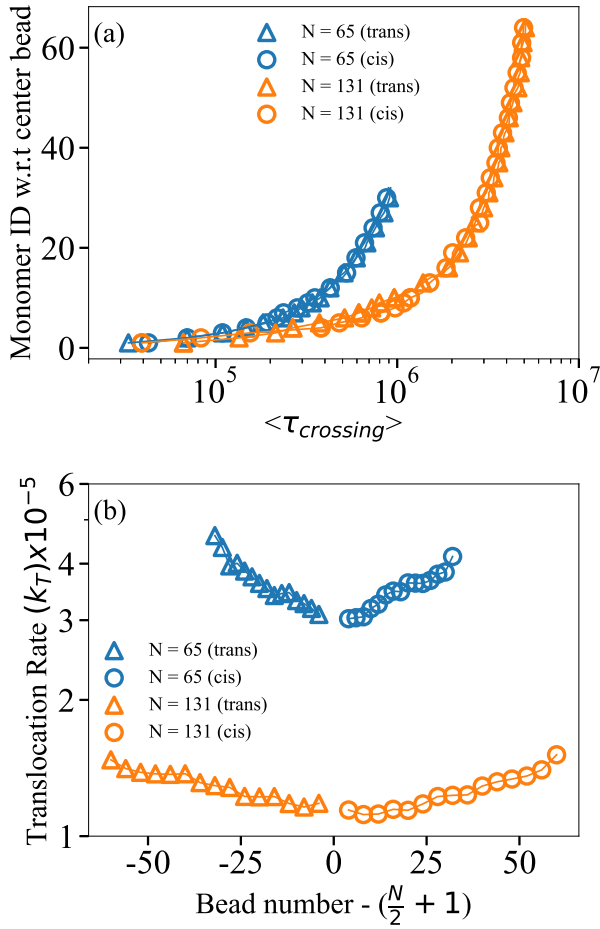 (a)
N = 65 (trans)
N = 65 (cis)
N = 131 (trans)
N = 131 (cis)
Monomer ID w.r.t center bead
60
40
20
0
10^5
10^6
10^7
<τ_crossing>
(b)
6
4
3
2
1
Translocation Rate (k_T)x10^-5
N = 65 (trans)
N = 65 (cis)
N = 131 (trans)
N = 131 (cis)
-50
-25
0
25
50
Bead number - (N/2 + 1)